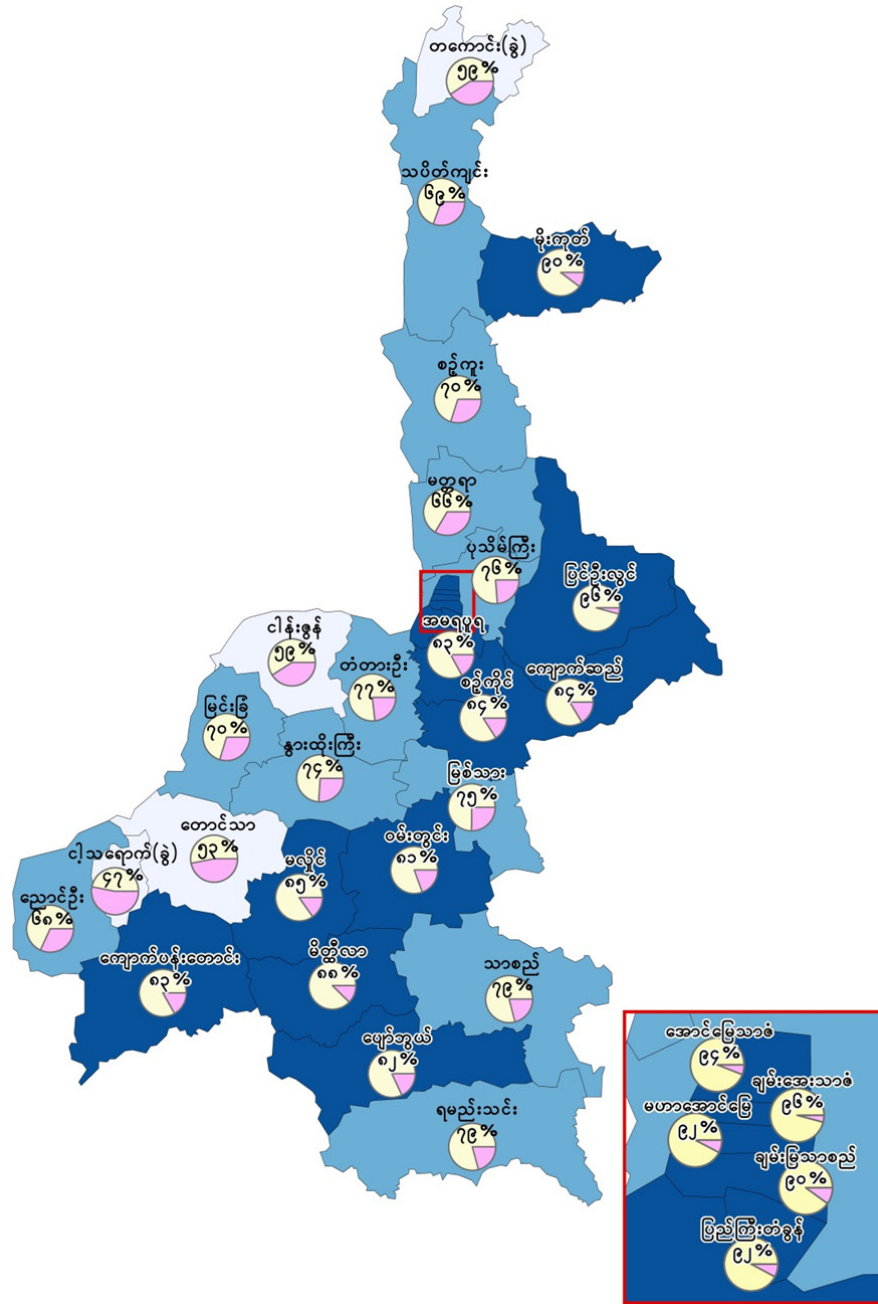 တကောင်း(ခွဲ)
၅၉%
သပိတ်ကျင်း
၆၉%
မိုးကုတ်
၉၀%
စဉ့်ကူး
၇၀%
မတ္တရာ
၆၆%
ပုသိမ်ကြီး
၇၆%
ပြင်ဦးလွင်
၉၆%
အမရပူရ
၈၃%
ငါန်းဇွန်
၅၉%
တံတားဦး
၇၇%
စဉ့်ကိုင်
၈၄%
ကျောက်ဆည်
၈၄%
မြင်းခြံ
၇၀%
နွားထိုးကြီး
၇၄%
မြစ်သား
၇၅%
တောင်သာ
၅၃%
ဝမ်းတွင်း
၈၁%
ငါ့သရောက်(ခွဲ)
၄၇%
မလှိုင်
၈၅%
ညောင်ဦး
၆၈%
ကျောက်ပန်းတောင်း
၈၃%
မိတ္ထီလာ
၈၈%
သာစည်
၇၉%
ပျော်ဘွယ်
၈၂%
ရမည်းသင်း
၇၉%
အောင်မြေသာဇံ
၉၄%
ချမ်းအေးသာဇံ
၉၆%
မဟာအောင်မြေ
၉၂%
ချမ်းမြသာစည်
၉၀%
ပြည်ကြီးတံခွန်
၉၂%